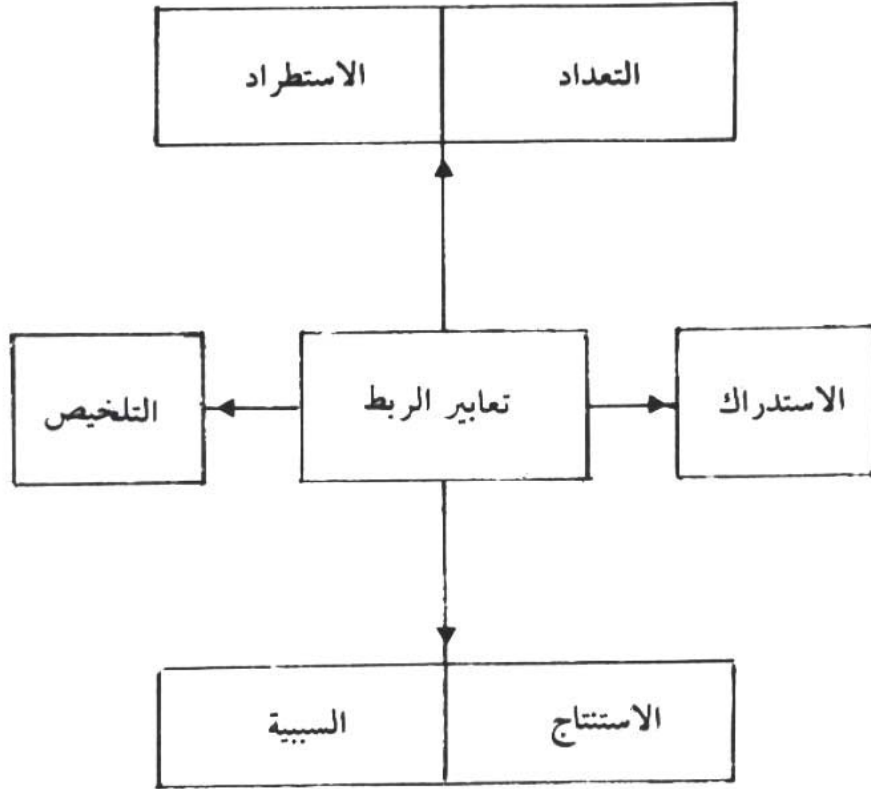 التعداد
الاستطراد
الاستدراك
تعابير الربط
التلخيص
الاستنتاج
السببية